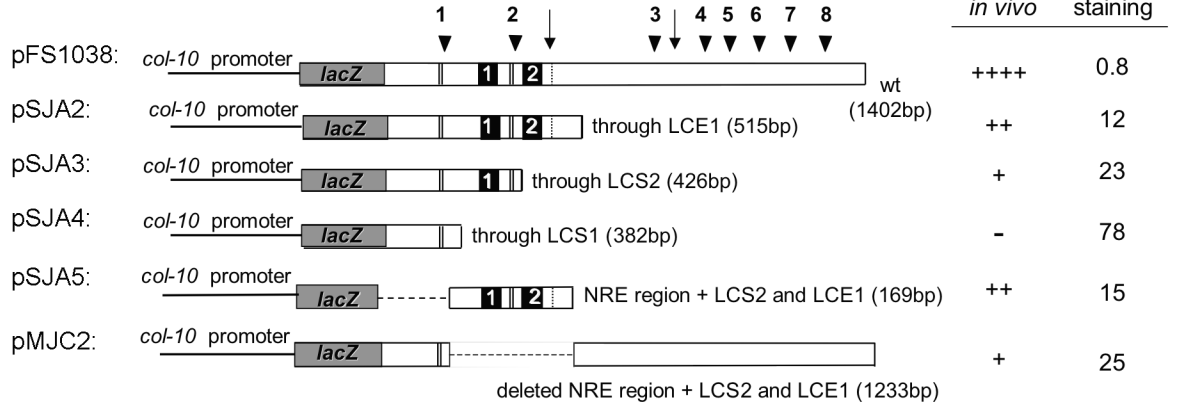 in vivo staining
1 2 3 4 5 6 7 8
pFS1038: col-10 promoter lacZ 1 2 wt (1402bp) ++++ 0.8
pSJA2: col-10 promoter lacZ 1 2 through LCE1 (515bp) ++ 12
pSJA3: col-10 promoter lacZ 1 through LCS2 (426bp) + 23
pSJA4: col-10 promoter lacZ through LCS1 (382bp) - 78
pSJA5: col-10 promoter lacZ 1 2 NRE region + LCS2 and LCE1 (169bp) ++ 15
pMJC2: col-10 promoter lacZ + 25
deleted NRE region + LCS2 and LCE1 (1233bp)